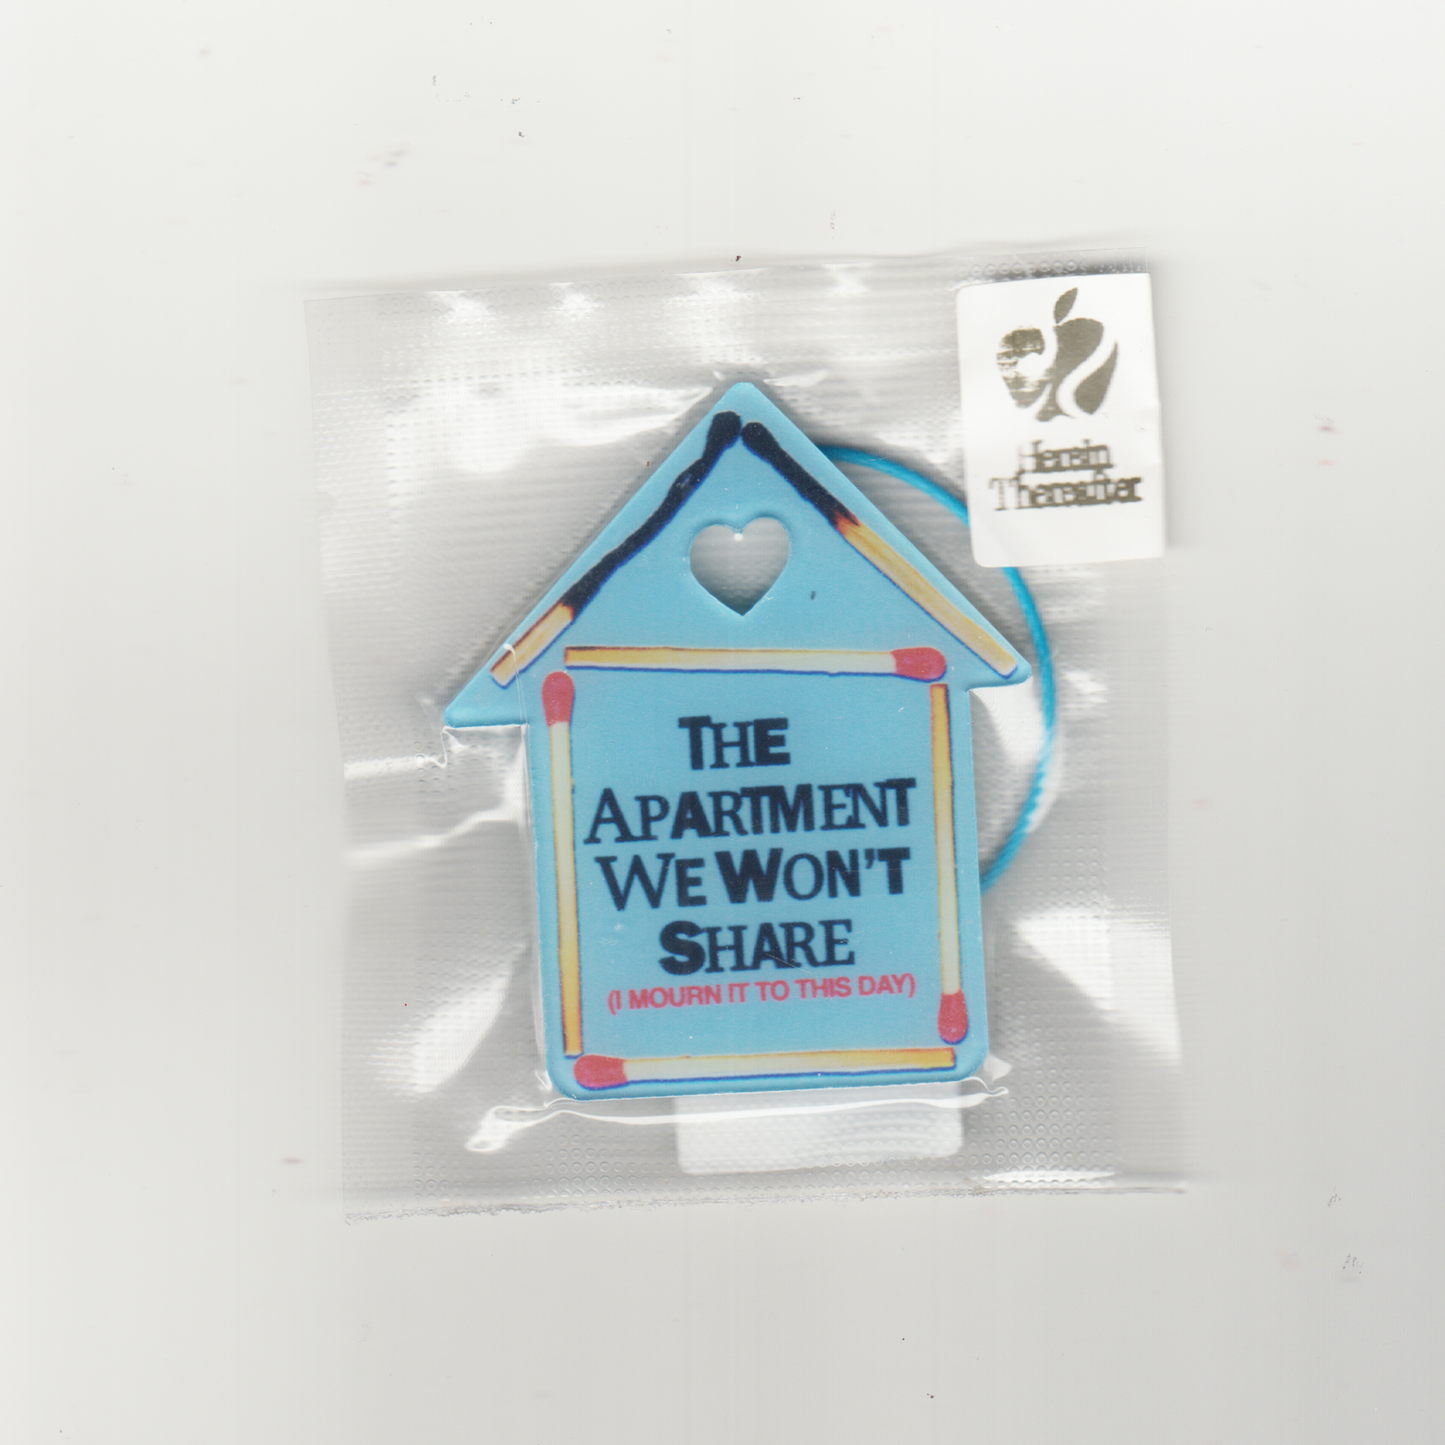 Herein
Thereafter
THE
APARTMENT
WE WON'T
SHARE
(I MOURN IT TO THIS DAY)